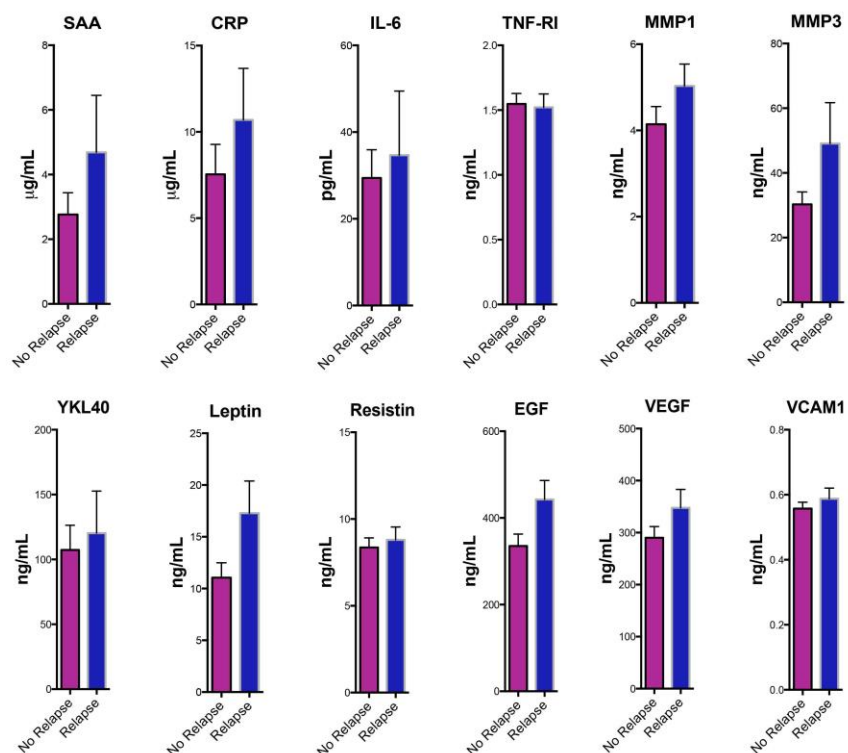 SAA
8
6
4
2
0
μg/mL
No Relapse
Relapse
CRP
15
10
5
0
μg/mL
No Relapse
Relapse
IL-6
60
40
20
0
pg/mL
No Relapse
Relapse
TNF-RI
2.0
1.5
1.0
0.5
0.0
ng/mL
No Relapse
Relapse
MMP1
6
4
2
0
ng/mL
No Relapse
Relapse
MMP3
80
60
40
20
0
ng/mL
No Relapse
Relapse
YKL40
200
150
100
50
0
ng/mL
No Relapse
Relapse
Leptin
25
20
15
10
5
0
ng/mL
No Relapse
Relapse
Resistin
15
10
5
0
ng/mL
No Relapse
Relapse
EGF
600
400
200
0
ng/mL
No Relapse
Relapse
VEGF
500
400
300
200
100
0
ng/mL
No Relapse
Relapse
VCAM1
0.8
0.6
0.4
0.2
0.0
ng/mL
No Relapse
Relapse